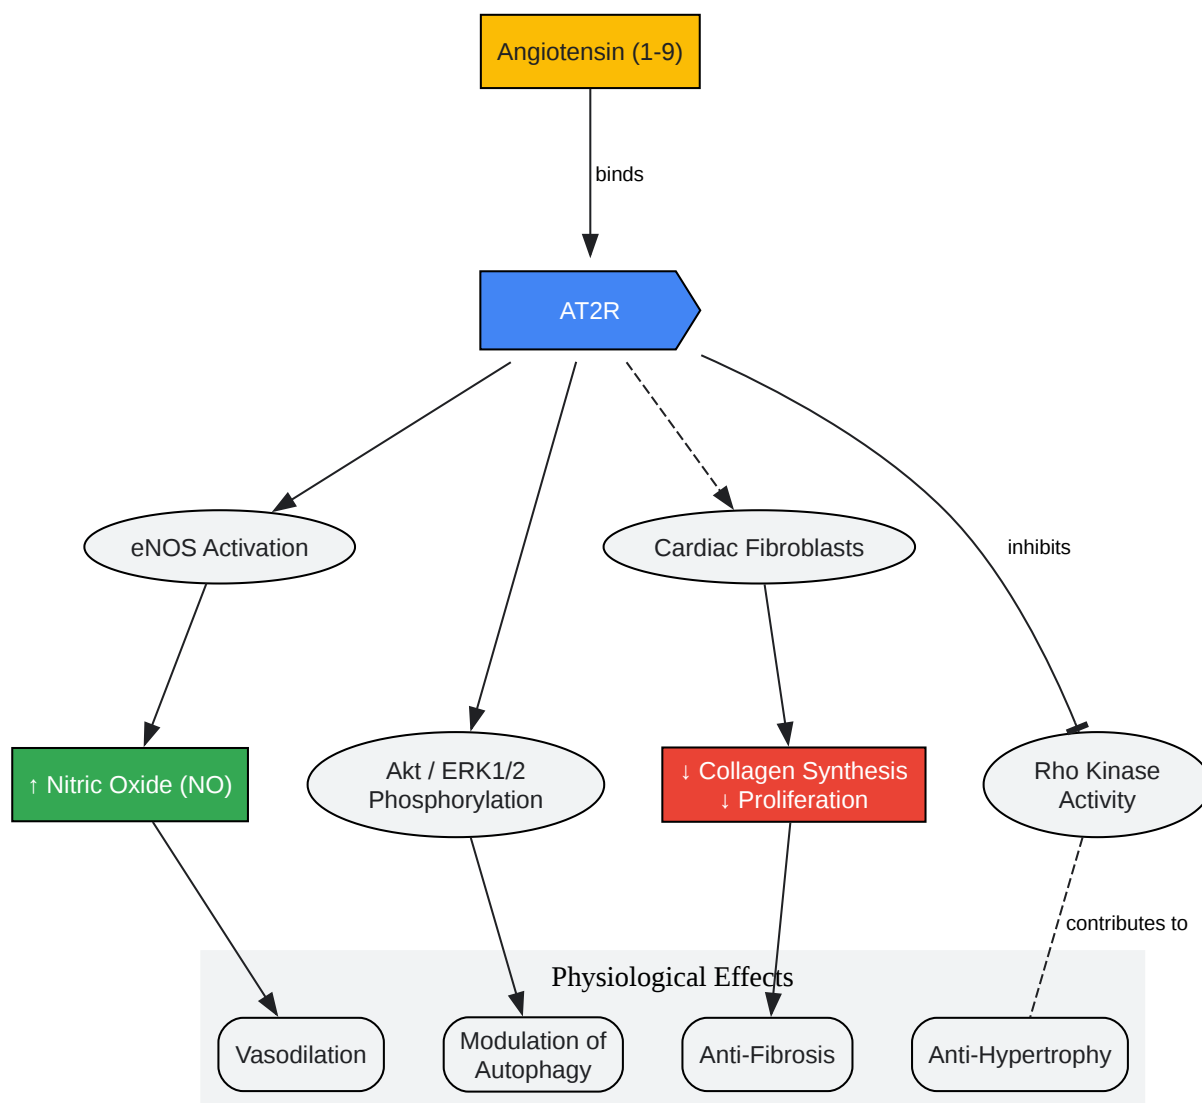 Angiotensin (1-9)
binds
AT2R
eNOS Activation
Cardiac Fibroblasts
inhibits
↑ Nitric Oxide (NO)
Akt / ERK1/2
Phosphorylation
↓ Collagen Synthesis
↓ Proliferation
Rho Kinase
Activity
contributes to
Physiological Effects
Vasodilation
Modulation of
Autophagy
Anti-Fibrosis
Anti-Hypertrophy